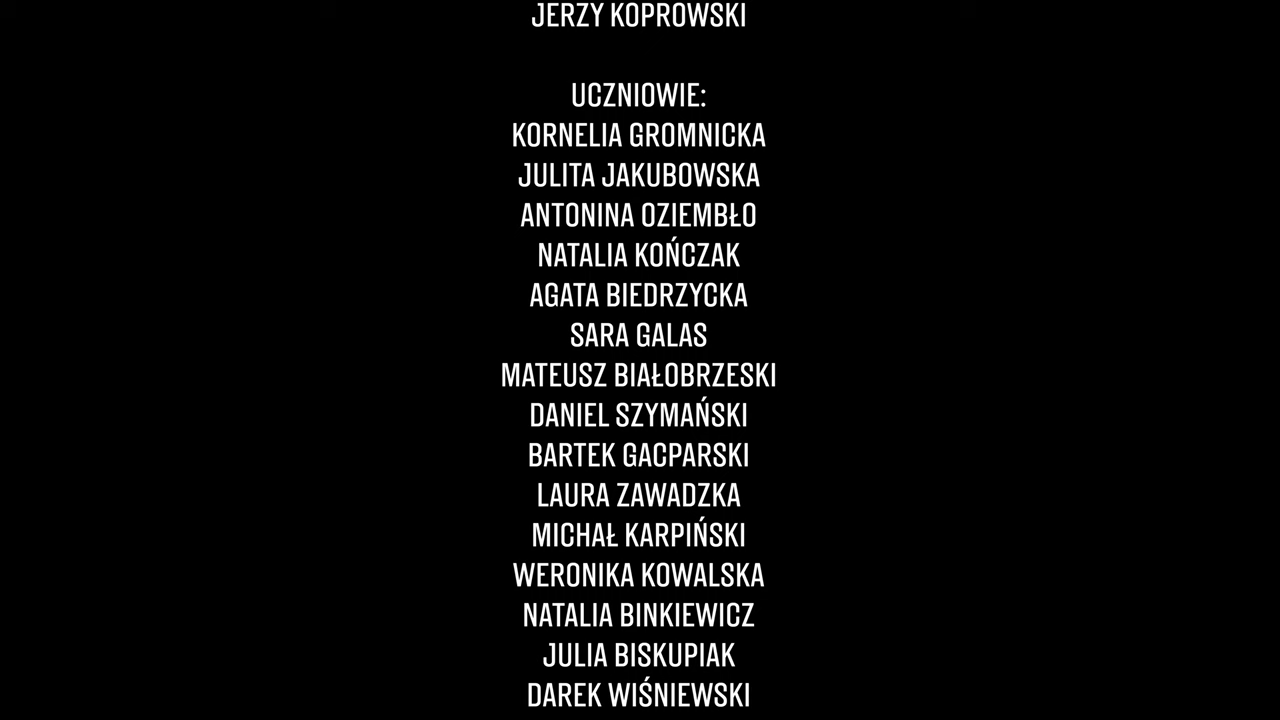 JERZY KOPROWSKI
UCZNIOWIE:
KORNELIA GROMNICKA
JULITA JAKUBOWSKA
ANTONINA OZIEMBŁO
NATALIA KOŃCZAK
AGATA BIEDRZYCKA
SARA GALAS
MATEUSZ BIAŁOBRZESKI
DANIEL SZYMAŃSKI
BARTEK GACPARSKI
LAURA ZAWADZKA
MICHAŁ KARPIŃSKI
WERONIKA KOWALSKA
NATALIA BINKIEWICZ
JULIA BISKUPIAK
DAREK WIŚNIEWSKI